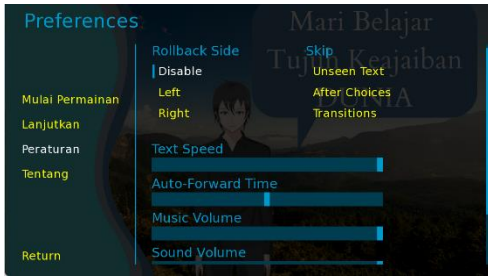 Preferences
Mari Belajar
Tujuh Keajaiban
DUNIA
Mulai Permainan
Lanjutkan
Peraturan
Tentang
Return
Rollback Side
Disable
Left
Right
Skip
Unseen Text
After Choices
Transitions
Text Speed
Auto-Forward Time
Music Volume
Sound Volume